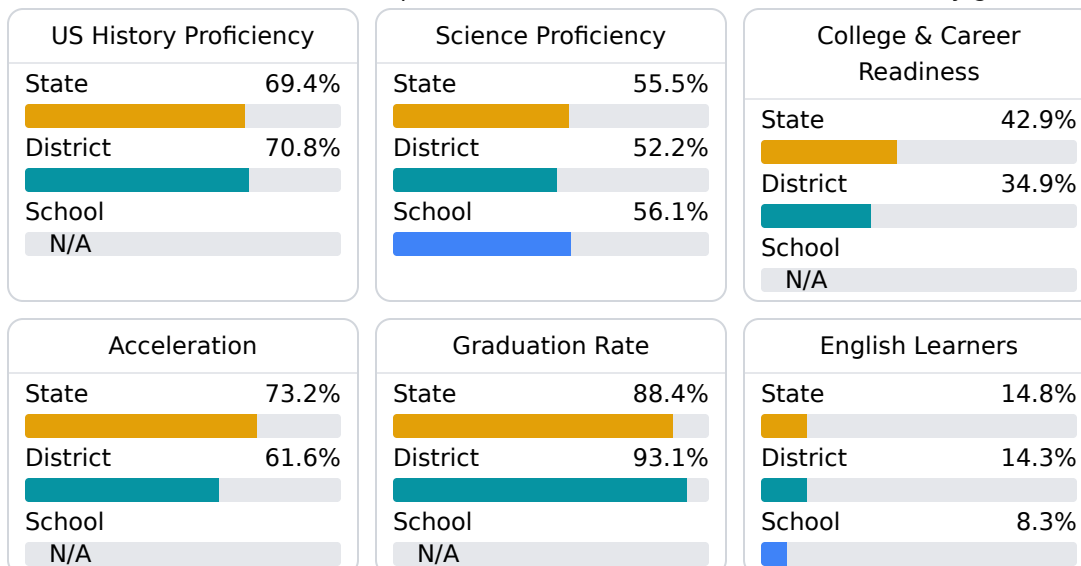 US History Proficiency
State 69.4%
District 70.8%
School
N/A
Science Proficiency
State 55.5%
District 52.2%
School 56.1%
College & Career
Readiness
State 42.9%
District 34.9%
School
N/A
Acceleration
State 73.2%
District 61.6%
School
N/A
Graduation Rate
State 88.4%
District 93.1%
School
N/A
English Learners
State 14.8%
District 14.3%
School 8.3%